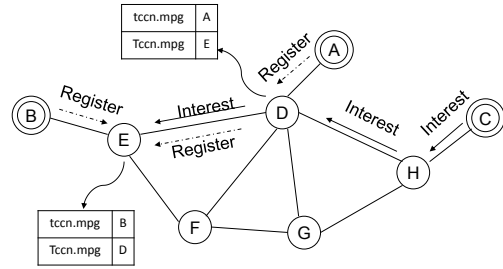 tccn.mpg A
Tccn.mpg E
A
Register
B
Register
Interest
D
Interest
Interest
C
E
Register
H
tccn.mpg B
Tccn.mpg D
F
G